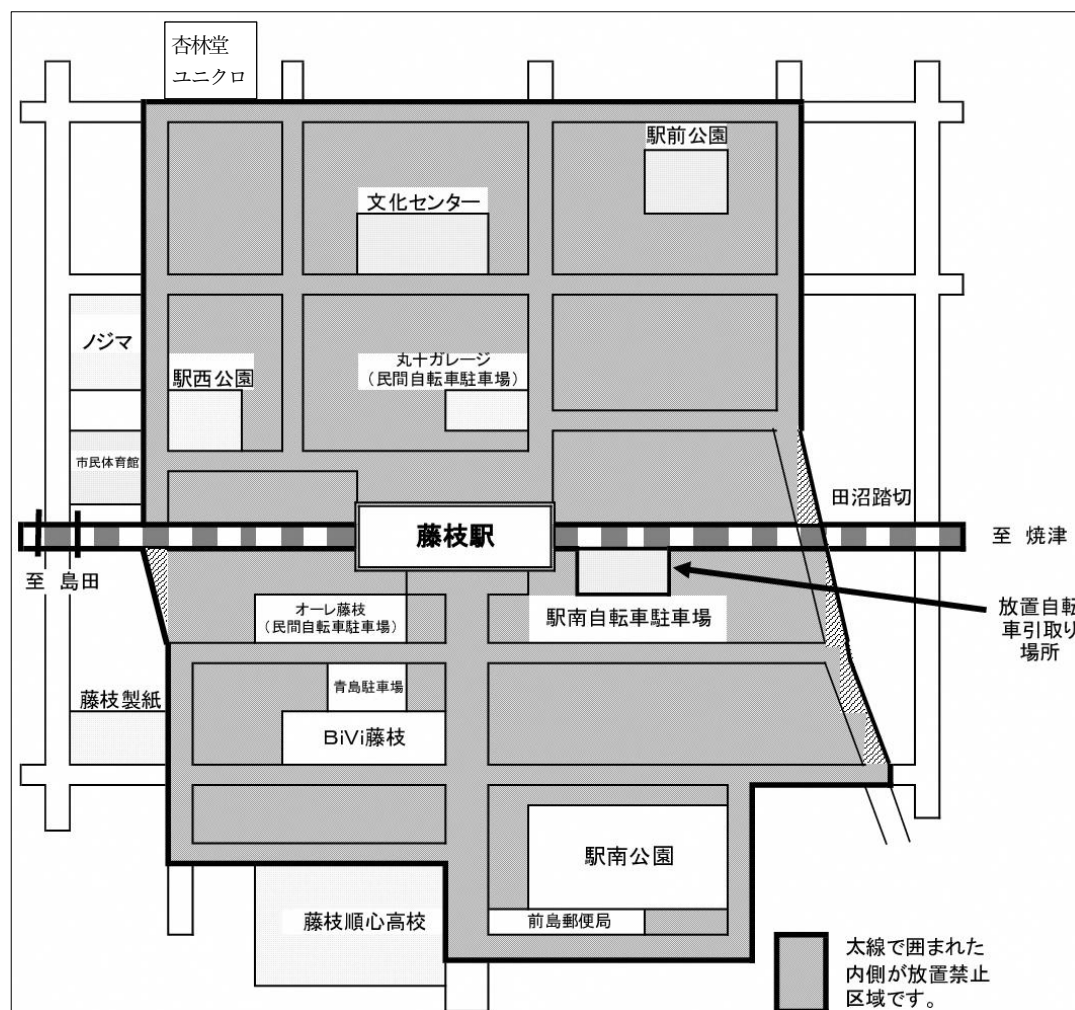 杏林堂
ユニクロ
駅前公園
文化センター
ノジマ
丸十ガレージ
（民間自転車駐車場）
駅西公園
市民体育館
田沼踏切
藤枝駅
至 焼津
至 島田
オーレ藤枝
（民間自転車駐車場）
駅南自転車駐車場
放置自転
車引取り
場所
青島駐車場
藤枝製紙
BiVi藤枝
駅南公園
前島郵便局
藤枝順心高校
太線で囲まれた
内側が放置禁止
区域です。